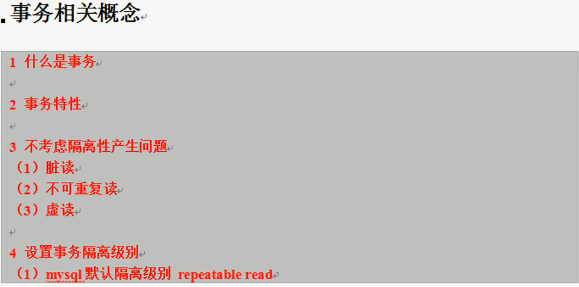 事务相关概念
1 什么是事务
2 事务特性
3 不考虑隔离性产生问题
（1）脏读
（2）不可重复读
（3）虚读
4 设置事务隔离级别
（1）mysql 默认隔离级别 repeatable read